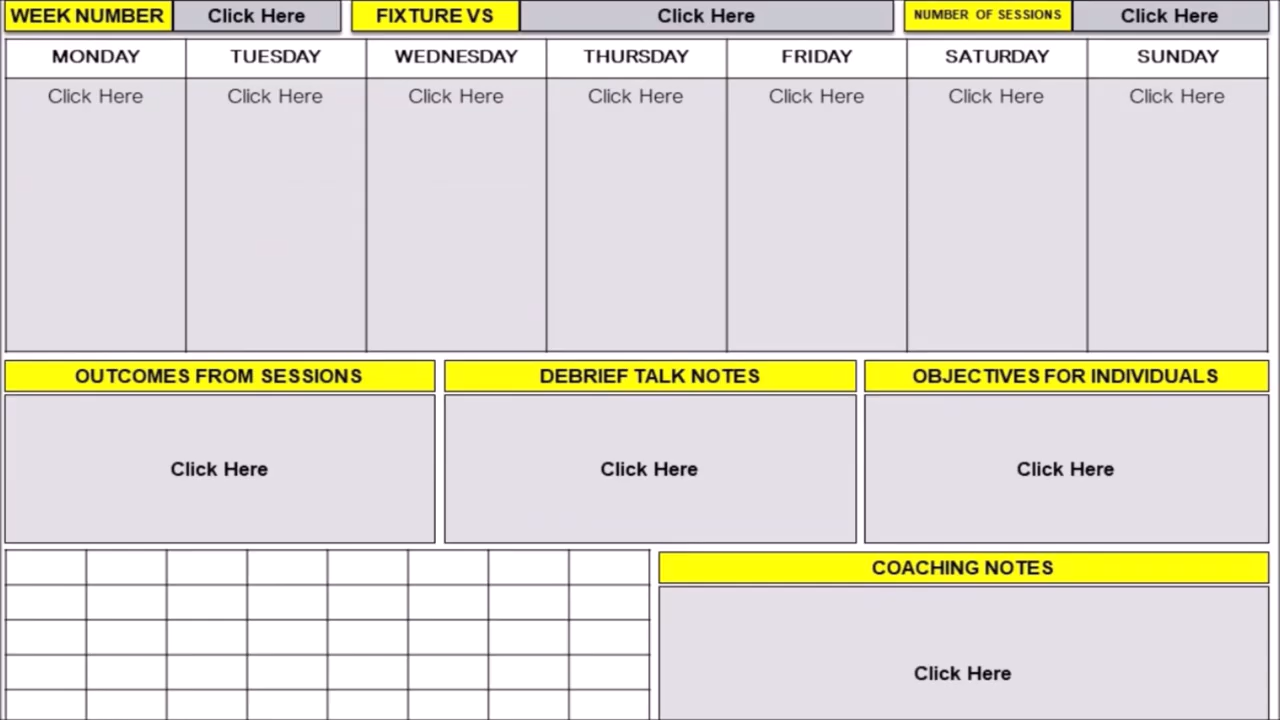 WEEK NUMBER Click Here FIXTURE VS Click Here NUMBER OF SESSIONS Click Here
MONDAY TUESDAY WEDNESDAY THURSDAY FRIDAY SATURDAY SUNDAY
Click Here Click Here Click Here Click Here Click Here Click Here Click Here
OUTCOMES FROM SESSIONS DEBRIEF TALK NOTES OBJECTIVES FOR INDIVIDUALS
Click Here Click Here Click Here
COACHING NOTES
Click Here